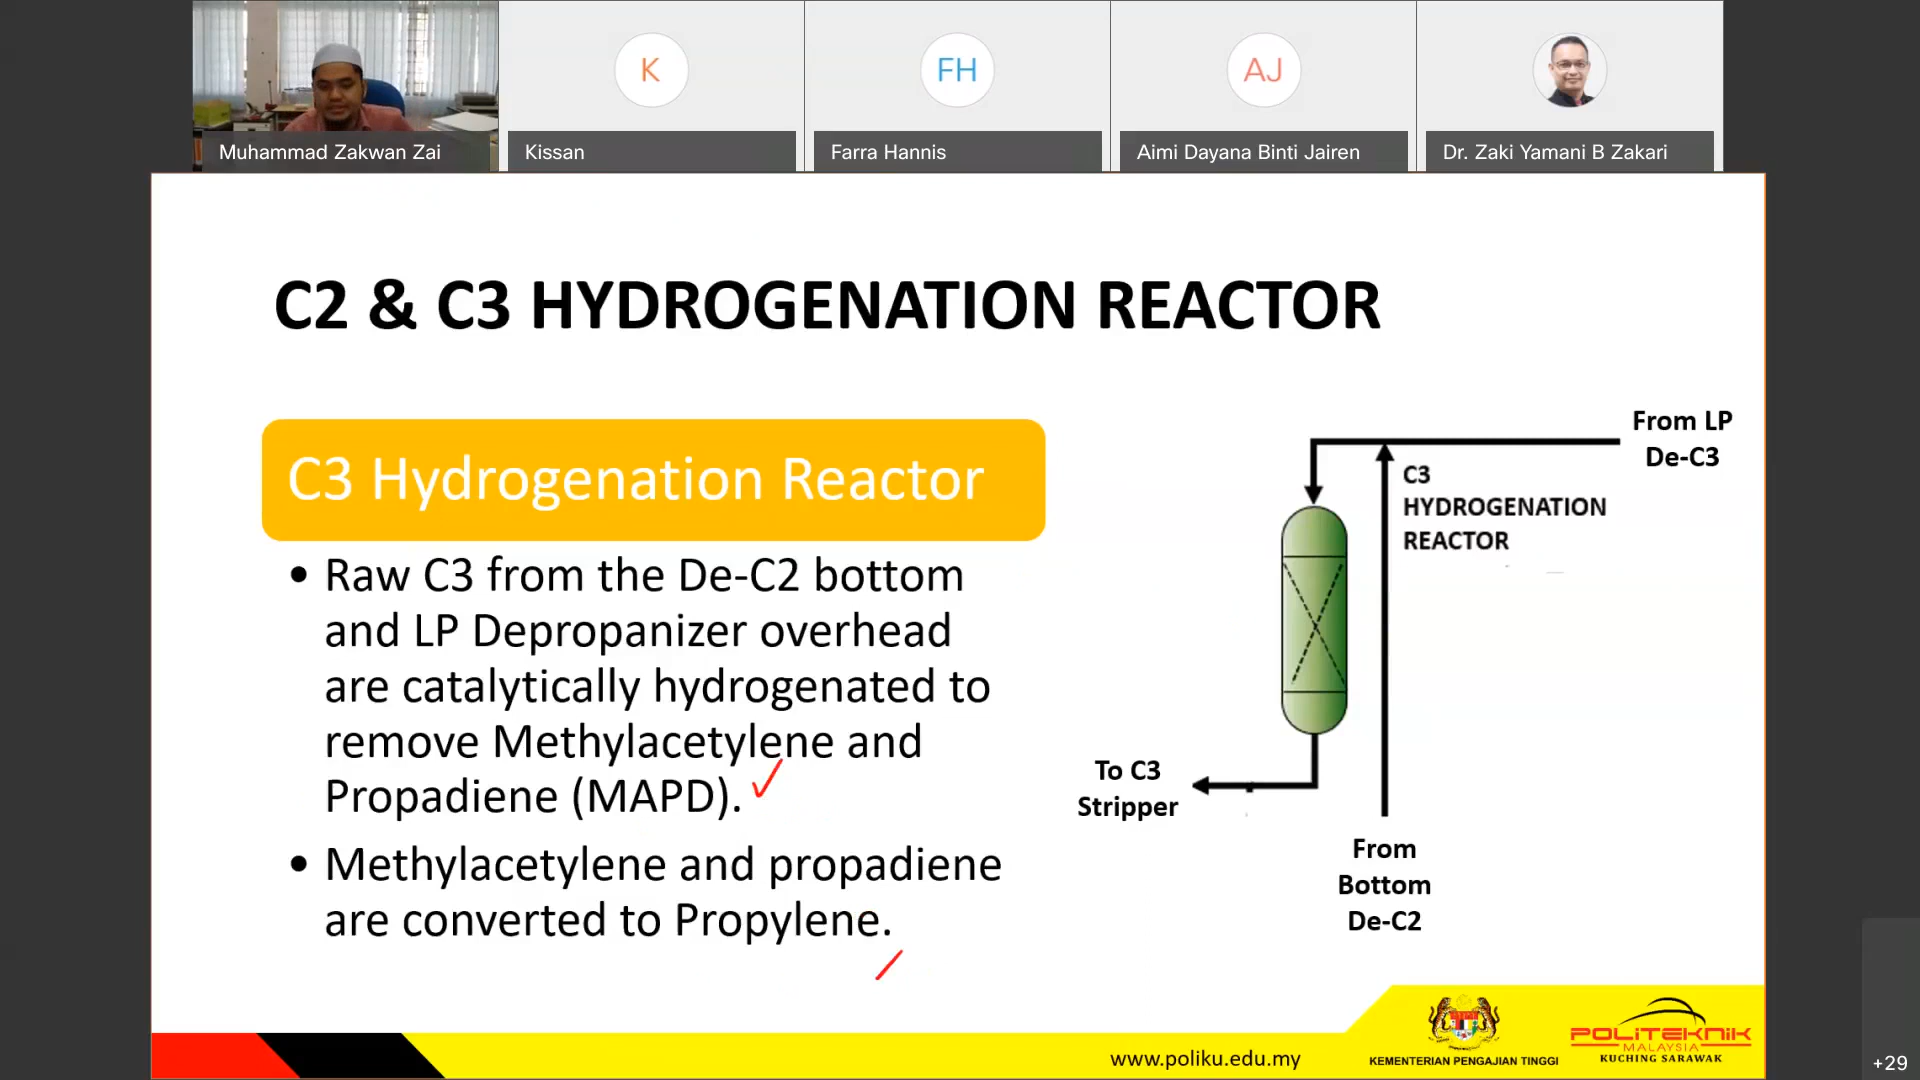 Muhammad Zakwan Zai
K
Kissan
FH
Farra Hannis
AJ
Aimi Dayana Binti Jairen
Dr. Zaki Yamani B Zakari
C2 & C3 HYDROGENATION REACTOR
C3 Hydrogenation Reactor
• Raw C3 from the De-C2 bottom
and LP Depropanizer overhead
are catalytically hydrogenated to
remove Methylacetylene and
Propadiene (MAPD).
• Methylacetylene and propadiene
are converted to Propylene.
From LP
De-C3
C3
HYDROGENATION
REACTOR
To C3
Stripper
From
Bottom
De-C2
www.poliku.edu.my
KEMENTERIAN PENGAJIAN TINGGI
POLITEKNIK
MALAYSIA
KUCHING SARAWAK
+29